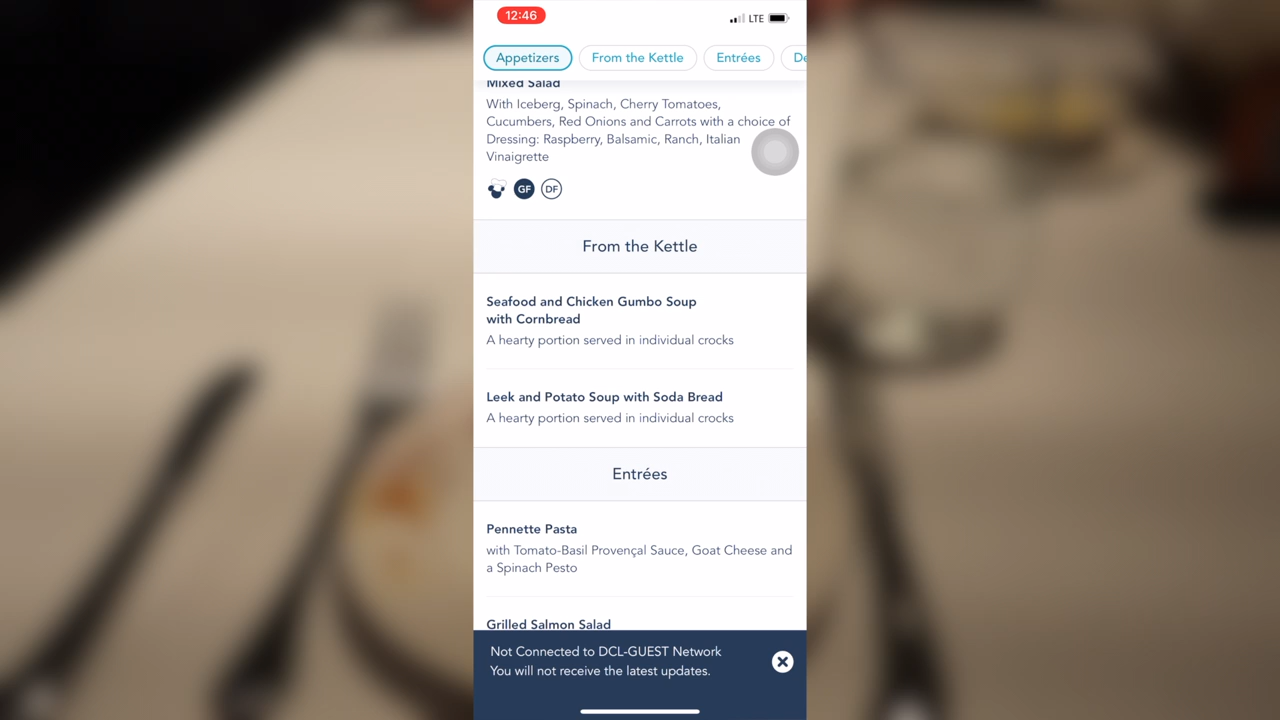 12:46
LTE
Appetizers
From the Kettle
Entrées
De
Mixed Salad
With Iceberg, Spinach, Cherry Tomatoes,
Cucumbers, Red Onions and Carrots with a choice of
Dressing: Raspberry, Balsamic, Ranch, Italian
Vinaigrette
GF
DF
From the Kettle
Seafood and Chicken Gumbo Soup
with Cornbread
A hearty portion served in individual crocks
Leek and Potato Soup with Soda Bread
A hearty portion served in individual crocks
Entrées
Pennette Pasta
with Tomato-Basil Provençal Sauce, Goat Cheese and
a Spinach Pesto
Grilled Salmon Salad
Not Connected to DCL-GUEST Network
You will not receive the latest updates.